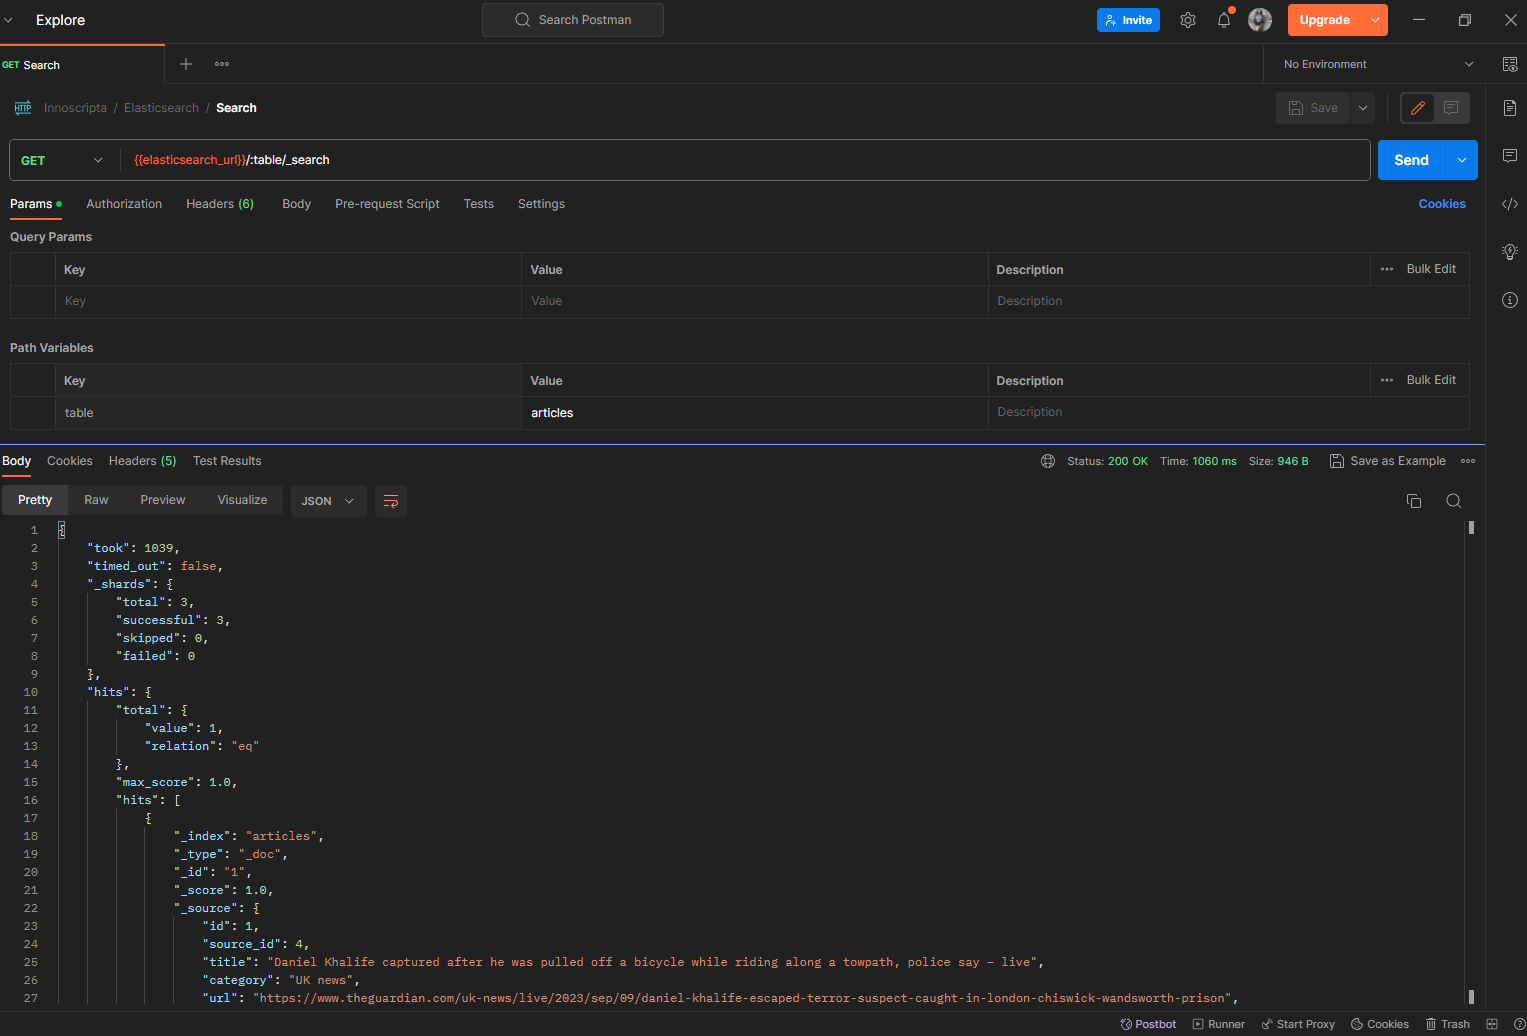 Explore
Search Postman
Invite
Upgrade
GET Search
No Environment
HTTP Innoscripta / Elasticsearch / Search
Save
GET {{elasticsearch_url}}/:table/_search
Send
Params Authorization Headers (6) Body Pre-request Script Tests Settings Cookies
Query Params
Key Value Description Bulk Edit
Key Value Description
Path Variables
Key Value Description Bulk Edit
table articles Description
Body Cookies Headers (5) Test Results Status: 200 OK Time: 1060 ms Size: 946 B Save as Example
Pretty Raw Preview Visualize JSON
1 {
2 "took": 1039,
3 "timed_out": false,
4 "_shards": {
5 "total": 3,
6 "successful": 3,
7 "skipped": 0,
8 "failed": 0
9 },
10 "hits": {
11 "total": {
12 "value": 1,
13 "relation": "eq"
14 },
15 "max_score": 1.0,
16 "hits": [
17 {
18 "_index": "articles",
19 "_type": "_doc",
20 "_id": "1",
21 "_score": 1.0,
22 "_source": {
23 "id": 1,
24 "source_id": 4,
25 "title": "Daniel Khalife captured after he was pulled off a bicycle while riding along a towpath, police say – live",
26 "category": "UK news",
27 "url": "https://www.theguardian.com/uk-news/live/2023/sep/09/daniel-khalife-escaped-terror-suspect-caught-in-london-chiswick-wandsworth-prison",
Postbot Runner Start Proxy Cookies Trash